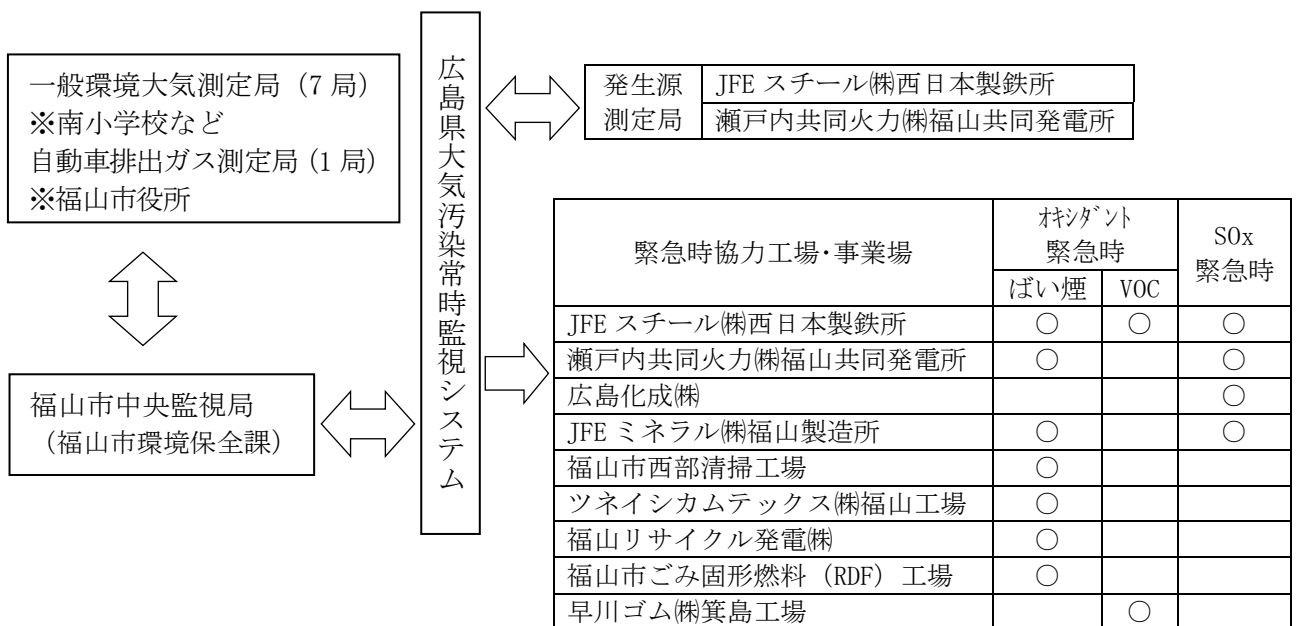 一般環境大気測定局（7 局）
※南小学校など
自動車排出ガス測定局（1 局）
※福山市役所
福山市中央監視局
（福山市環境保全課）
広島県大気汚染常時監視システム
発生源
測定局
JFE スチール㈱西日本製鉄所
瀬戸内共同火力㈱福山共同発電所
緊急時協力工場・事業場
ｵｷｼﾀﾞﾝﾄ
緊急時
SOx
緊急時
ばい煙 VOC
JFE スチール㈱西日本製鉄所 ○ ○ ○
瀬戸内共同火力㈱福山共同発電所 ○ ○
広島化成㈱ ○
JFE ミネラル㈱福山製造所 ○ ○
福山市西部清掃工場 ○
ツネイシカムテックス㈱福山工場 ○
福山リサイクル発電㈱ ○
福山市ごみ固形燃料（RDF）工場 ○
早川ゴム㈱箕島工場 ○